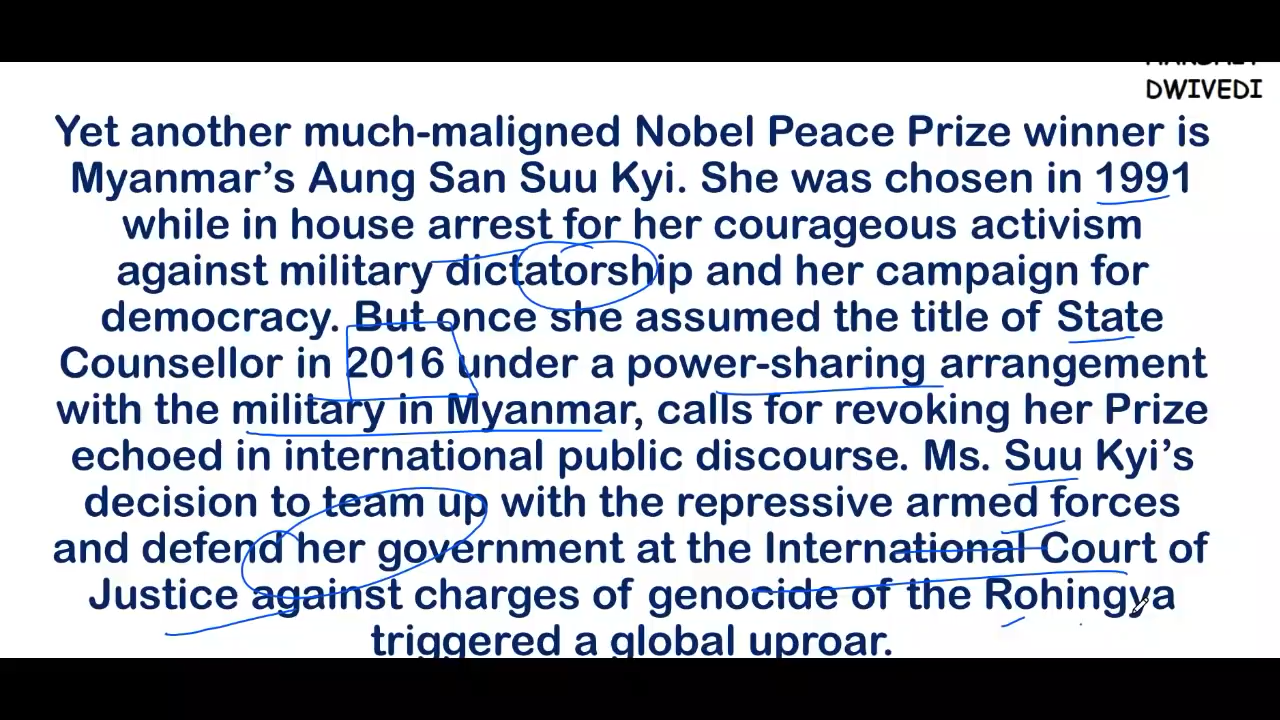 DWIVEDI
Yet another much-maligned Nobel Peace Prize winner is
Myanmar’s Aung San Suu Kyi. She was chosen in 1991
while in house arrest for her courageous activism
against military dictatorship and her campaign for
democracy. But once she assumed the title of State
Counsellor in 2016 under a power-sharing arrangement
with the military in Myanmar, calls for revoking her Prize
echoed in international public discourse. Ms. Suu Kyi’s
decision to team up with the repressive armed forces
and defend her government at the International Court of
Justice against charges of genocide of the Rohingya
triggered a global uproar.